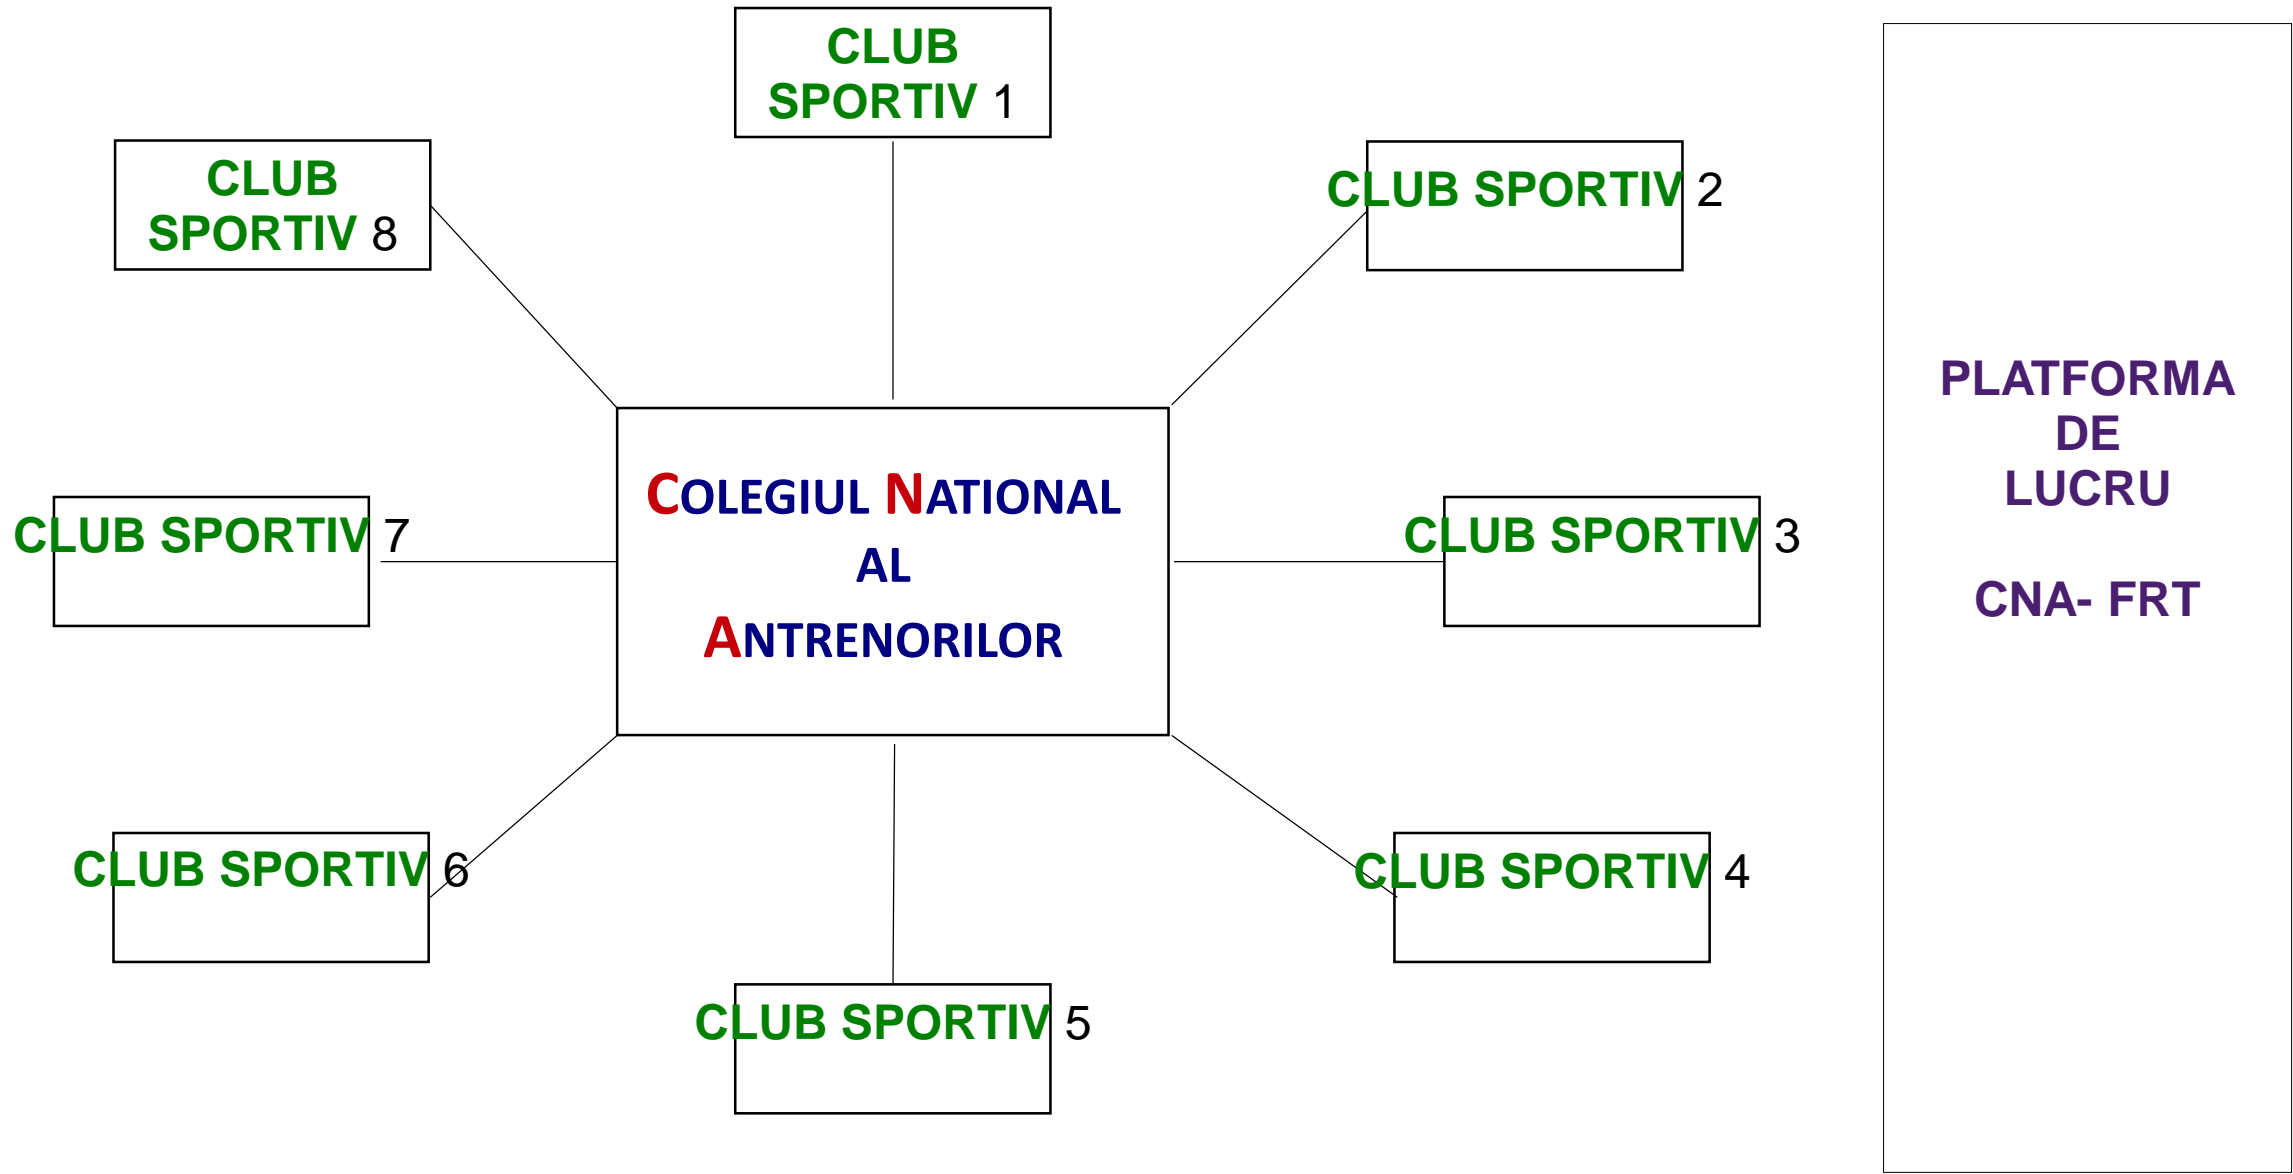 CLUB
SPORTIV 1
CLUB
SPORTIV 8
CLUB SPORTIV 2
COLEGIUL NATIONAL
AL
ANTRENORILOR
CLUB SPORTIV 7
CLUB SPORTIV 3
CLUB SPORTIV 6
CLUB SPORTIV 4
CLUB SPORTIV 5
PLATFORMA
DE
LUCRU
CNA- FRT